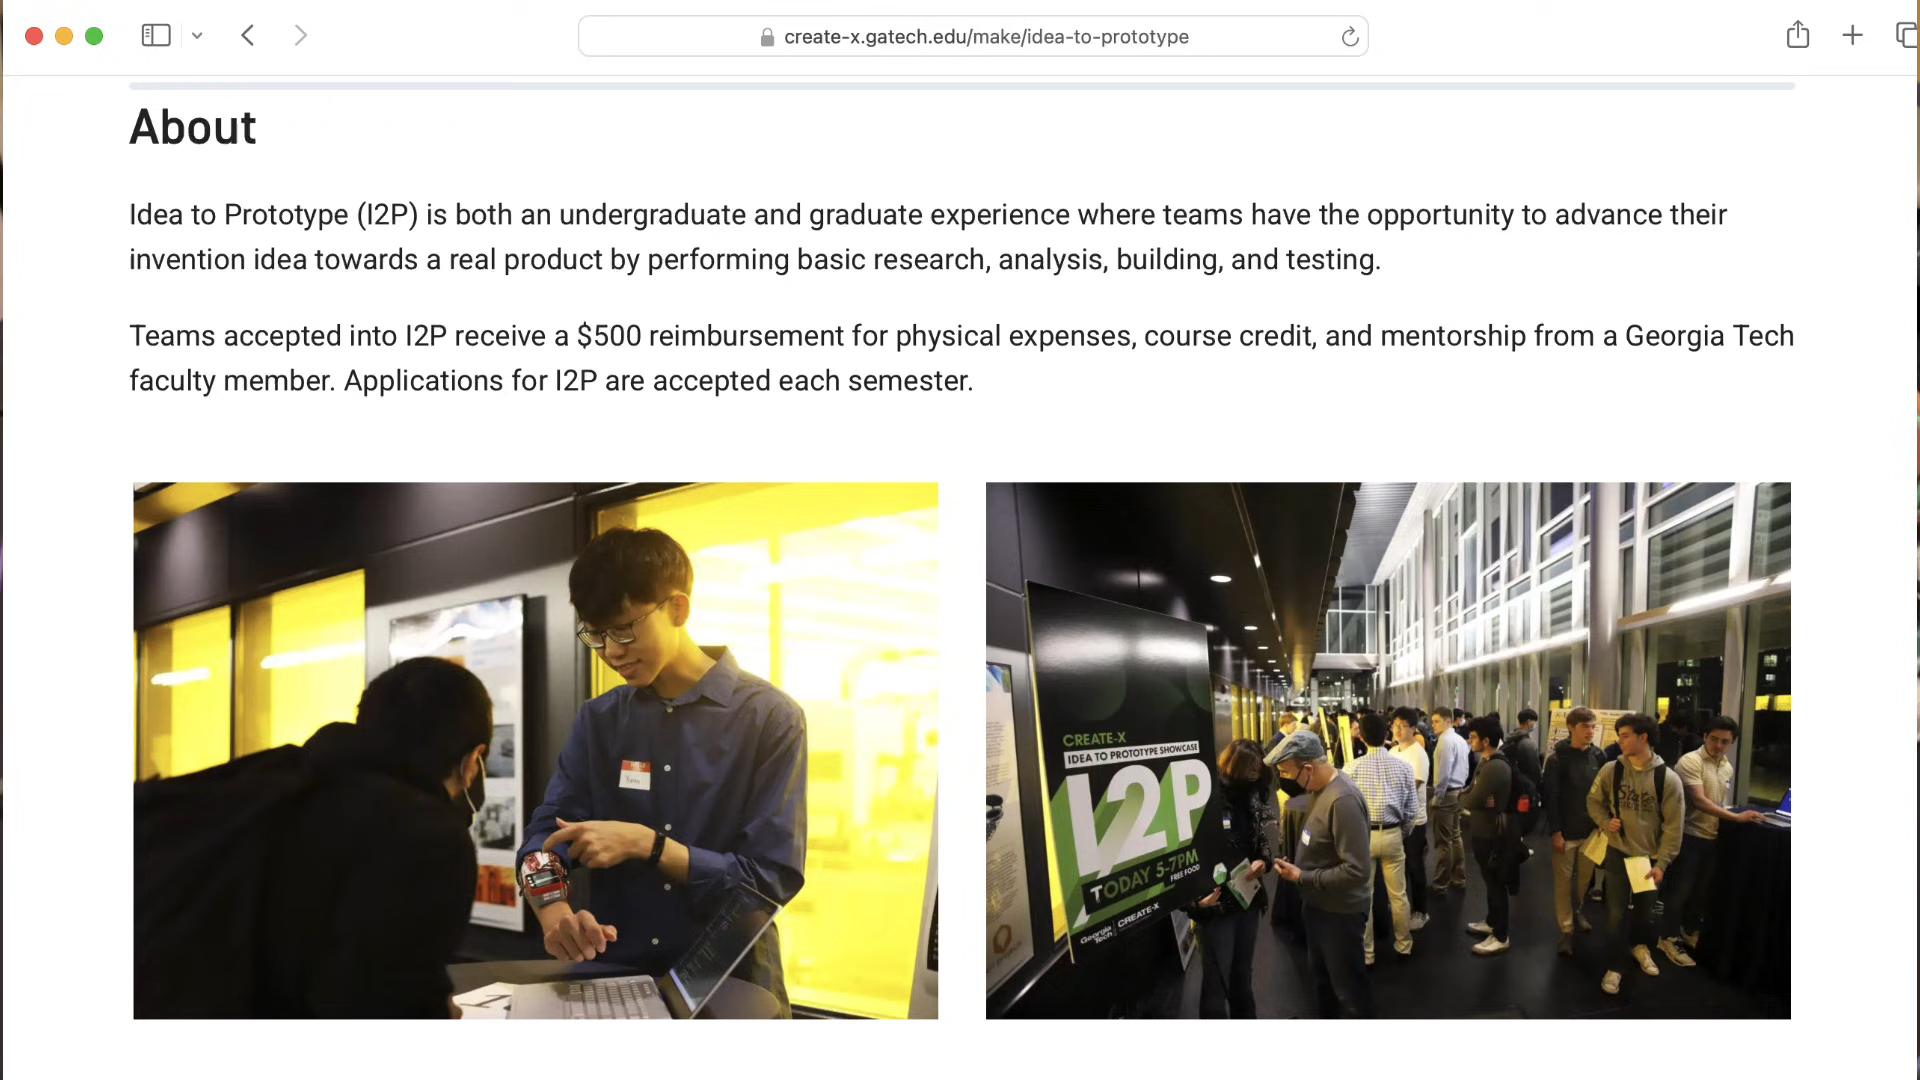 create-x.gatech.edu/make/idea-to-prototype
About
Idea to Prototype (I2P) is both an undergraduate and graduate experience where teams have the opportunity to advance their
invention idea towards a real product by performing basic research, analysis, building, and testing.
Teams accepted into I2P receive a $500 reimbursement for physical expenses, course credit, and mentorship from a Georgia Tech
faculty member. Applications for I2P are accepted each semester.
CREATE-X
IDEA TO PROTOTYPE SHOWCASE
I2P
TODAY 5-7PM
FREE FOOD
Georgia Tech
CREATE-X
State